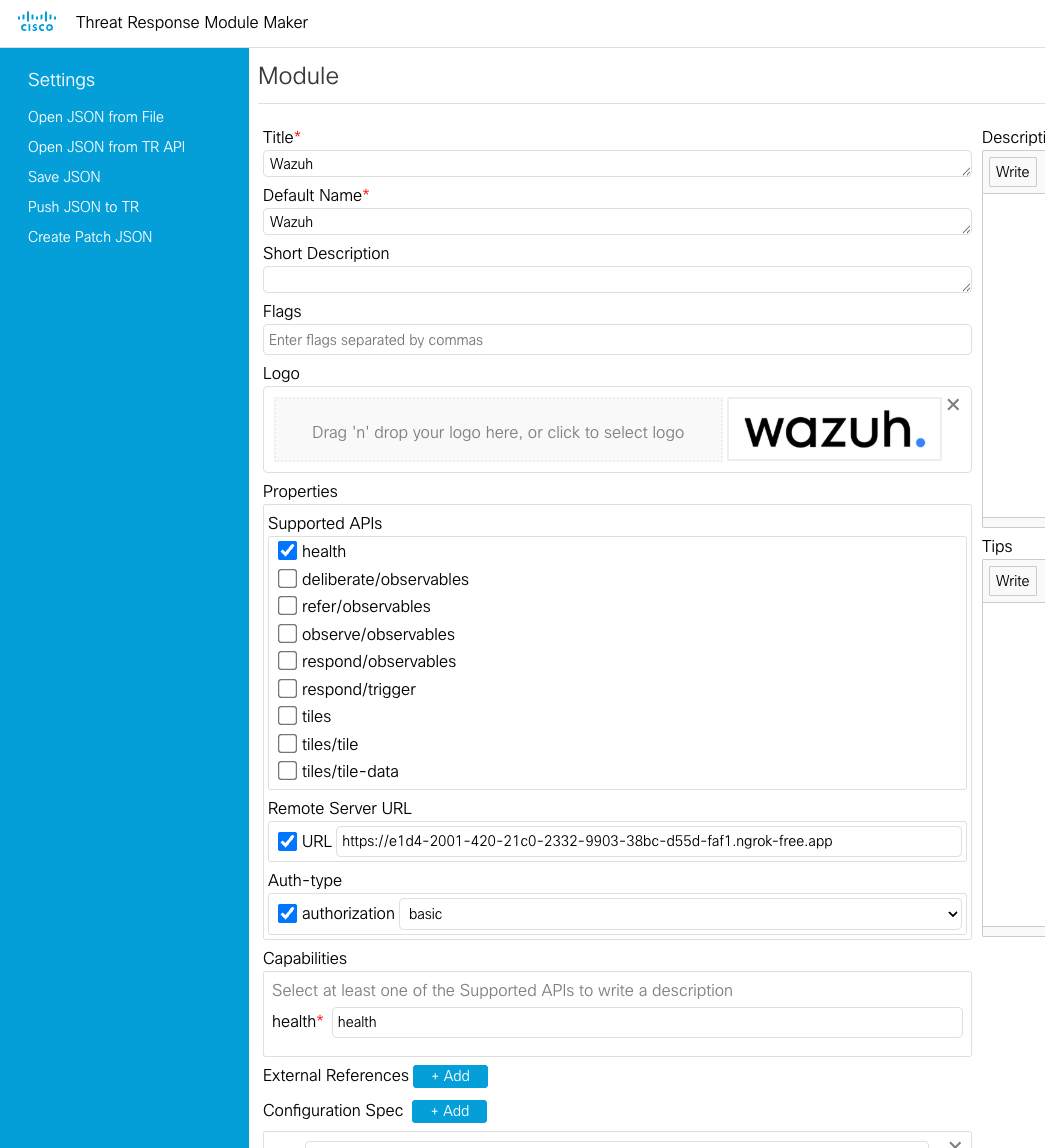 cisco
Threat Response Module Maker
Settings
Open JSON from File
Open JSON from TR API
Save JSON
Push JSON to TR
Create Patch JSON
Module
Title*
Wazuh
Default Name*
Wazuh
Short Description
Flags
Enter flags separated by commas
Logo
Drag 'n' drop your logo here, or click to select logo
wazuh.
Properties
Supported APIs
health
deliberate/observables
refer/observables
observe/observables
respond/observables
respond/trigger
tiles
tiles/tile
tiles/tile-data
Remote Server URL
URL https://e1d4-2001-420-21c0-2332-9903-38bc-d55d-faf1.ngrok-free.app
Auth-type
authorization basic
Capabilities
Select at least one of the Supported APIs to write a description
health* health
External References + Add
Configuration Spec + Add
Descripti
Write
Tips
Write